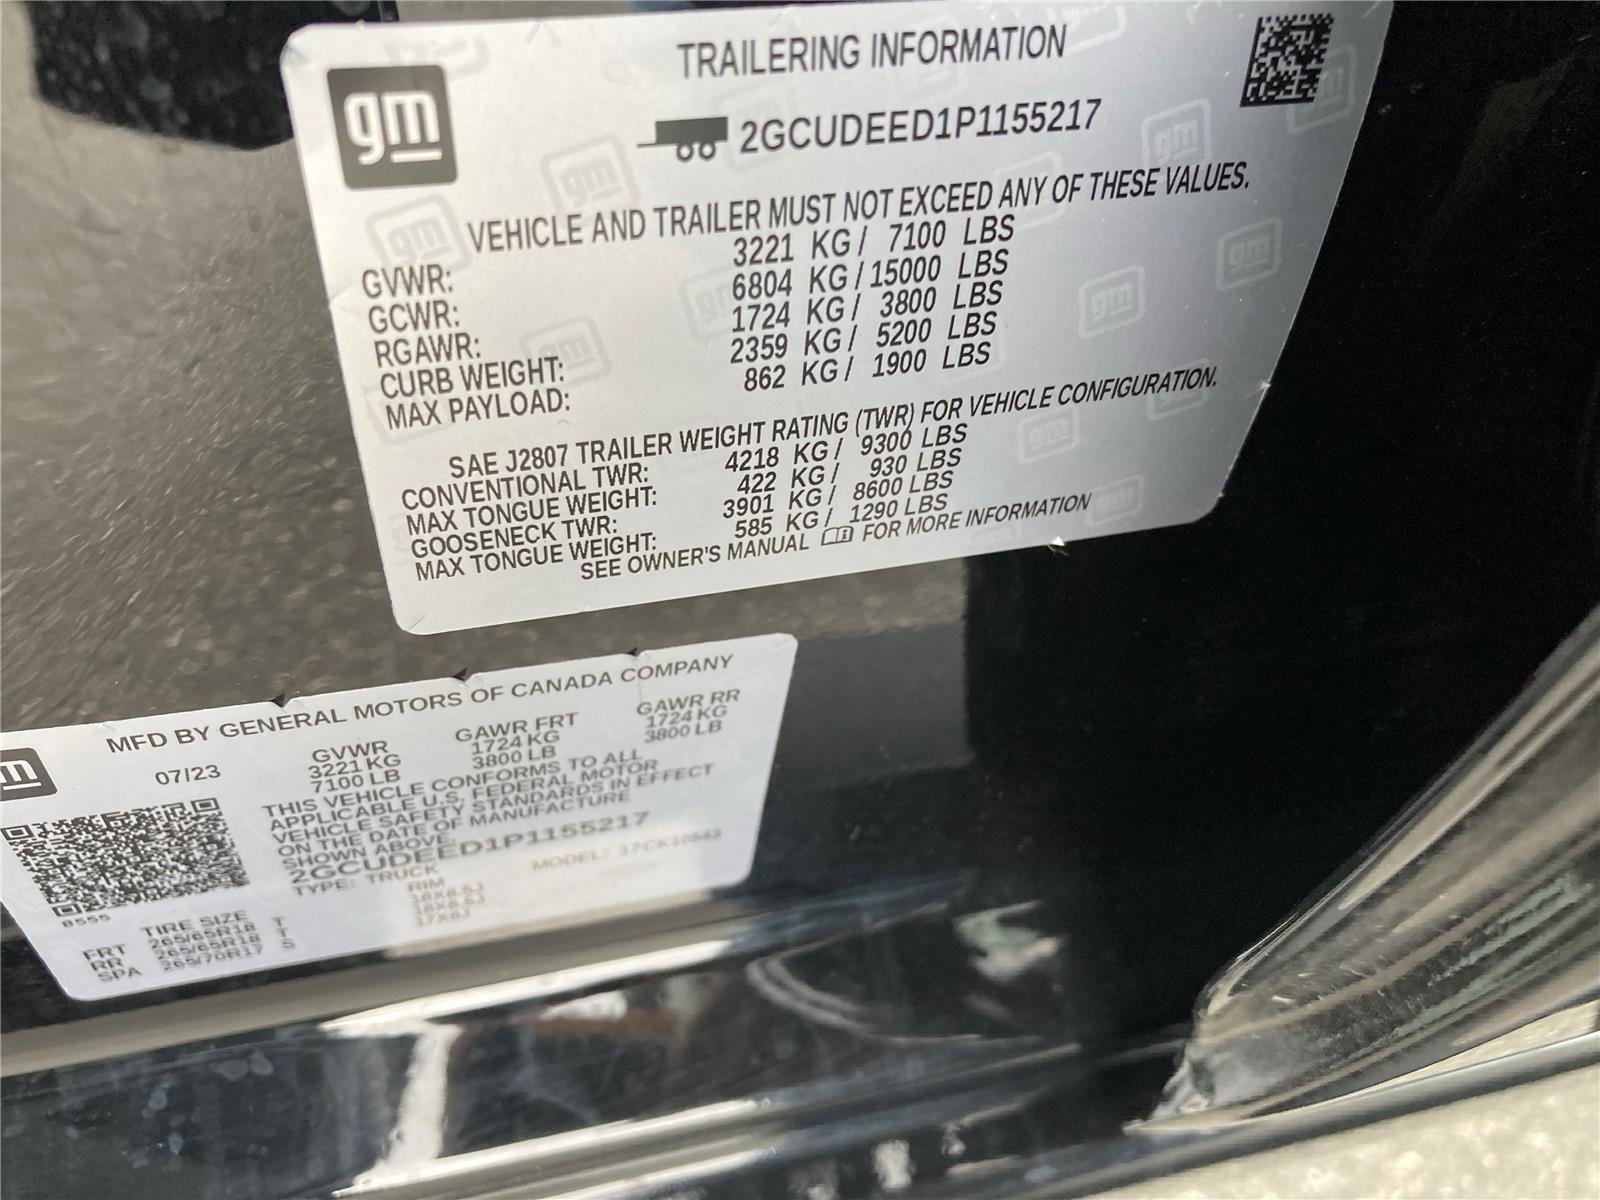 gm
TRAILERING INFORMATION
2GCUDEED1P1155217
VEHICLE AND TRAILER MUST NOT EXCEED ANY OF THESE VALUES.
GVWR: 3221 KG / 7100 LBS
GCWR: 6804 KG / 15000 LBS
RGAWR: 1724 KG / 3800 LBS
CURB WEIGHT: 2359 KG / 5200 LBS
MAX PAYLOAD: 862 KG / 1900 LBS
SAE J2807 TRAILER WEIGHT RATING (TWR) FOR VEHICLE CONFIGURATION.
CONVENTIONAL TWR: 4218 KG / 9300 LBS
MAX TONGUE WEIGHT: 422 KG / 930 LBS
GOOSENECK TWR: 3901 KG / 8600 LBS
MAX TONGUE WEIGHT: 585 KG / 1290 LBS
SEE OWNER'S MANUAL FOR MORE INFORMATION
MFD BY GENERAL MOTORS OF CANADA COMPANY
07/23 GVWR GAWR FRT GAWR RR
3221 KG 1724 KG 1724 KG
7100 LB 3800 LB 3800 LB
THIS VEHICLE CONFORMS TO ALL
APPLICABLE U.S. FEDERAL MOTOR
VEHICLE SAFETY STANDARDS IN EFFECT
ON THE DATE OF MANUFACTURE
SHOWN ABOVE.
2GCUDEED1P1155217
TYPE: TRUCK MODEL:
8555
TIRE SIZE RIM
FRT 265/65R18 T 18X8.5J
RR 265/65R18 T 18X8.5J
SPA 265/70R17 S 17X8J